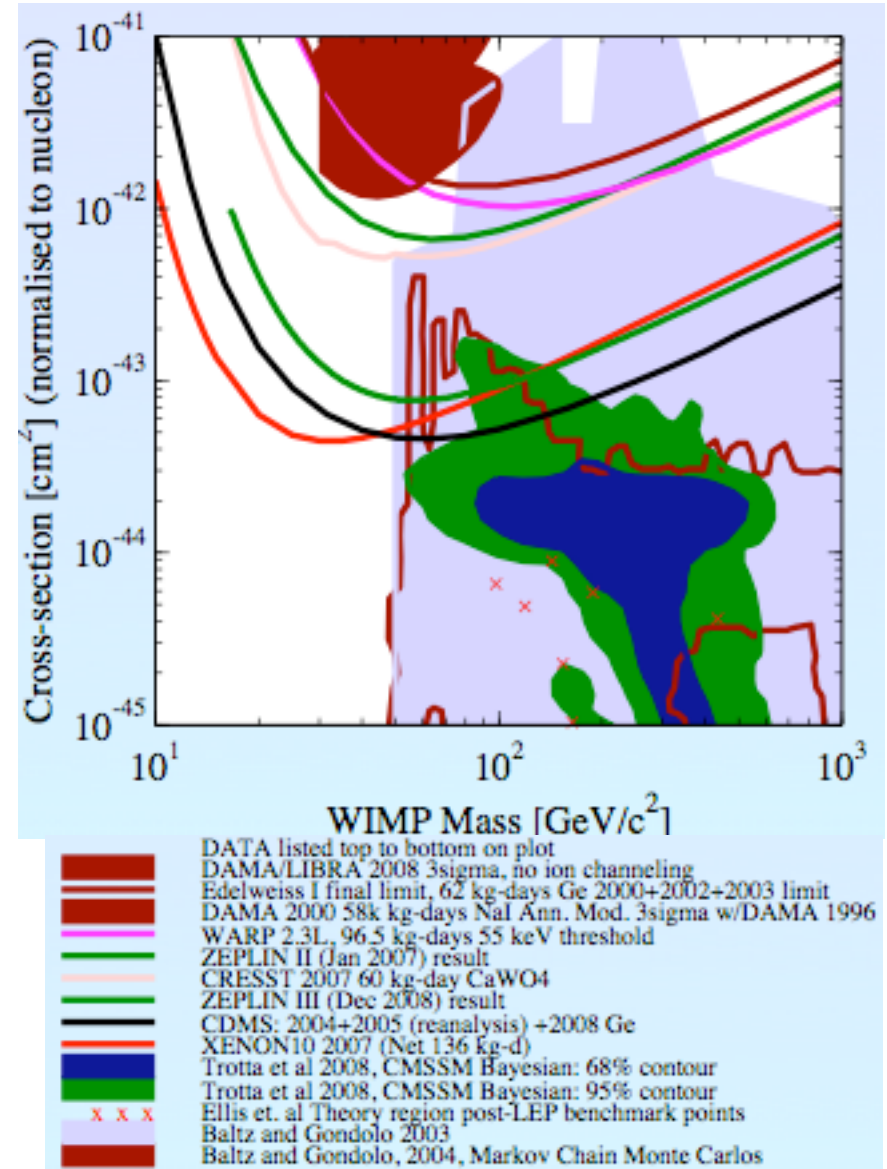 10^-41
10^-42
10^-43
10^-44
10^-45
Cross-section [cm^2] (normalised to nucleon)
10^1 10^2 10^3
WIMP Mass [GeV/c^2]
DATA listed top to bottom on plot
DAMA/LIBRA 2008 3sigma, no ion channeling
Edelweiss I final limit, 62 kg-days Ge 2000+2002+2003 limit
DAMA 2000 58k kg-days NaI Ann. Mod. 3sigma w/DAMA 1996
WARP 2.3L, 96.5 kg-days 55 keV threshold
ZEPLIN II (Jan 2007) result
CRESST 2007 60 kg-day CaWO4
ZEPLIN III (Dec 2008) result
CDMS: 2004+2005 (reanalysis) +2008 Ge
XENON10 2007 (Net 136 kg-d)
Trotta et al 2008, CMSSM Bayesian: 68% contour
Trotta et al 2008, CMSSM Bayesian: 95% contour
x x x Ellis et. al Theory region post-LEP benchmark points
Baltz and Gondolo 2003
Baltz and Gondolo, 2004, Markov Chain Monte Carlos